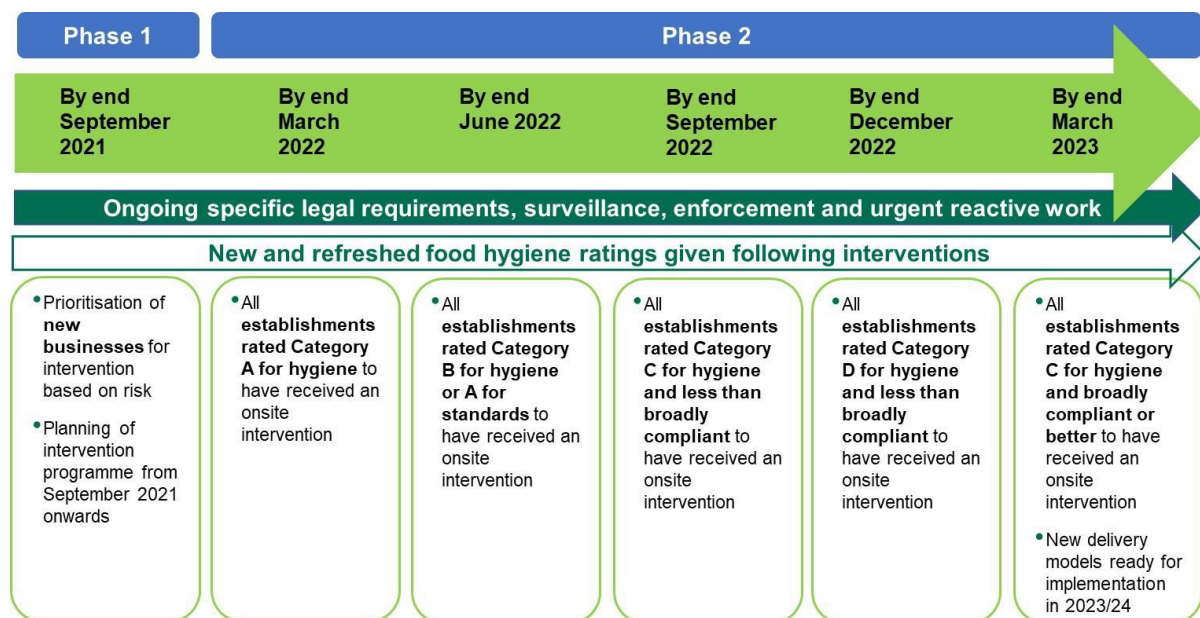 Phase 1
Phase 2
By end
September
2021
By end
March
2022
By end
June 2022
By end
September
2022
By end
December
2022
By end
March
2023
Ongoing specific legal requirements, surveillance, enforcement and urgent reactive work
New and refreshed food hygiene ratings given following interventions
•Prioritisation of
new
businesses for
intervention
based on risk
•Planning of
intervention
programme from
September 2021
onwards
•All
establishments
rated Category
A for hygiene to
have received an
onsite
intervention
•All
establishments
rated Category
B for hygiene
or A for
standards to
have received an
onsite
intervention
•All
establishments
rated Category
C for hygiene
and less than
broadly
compliant to
have received an
onsite
intervention
•All
establishments
rated Category
D for hygiene
and less than
broadly
compliant to
have received an
onsite
intervention
•All
establishments
rated Category
C for hygiene
and broadly
compliant or
better to have
received an
onsite
intervention
•New delivery
models ready for
implementation
in 2023/24